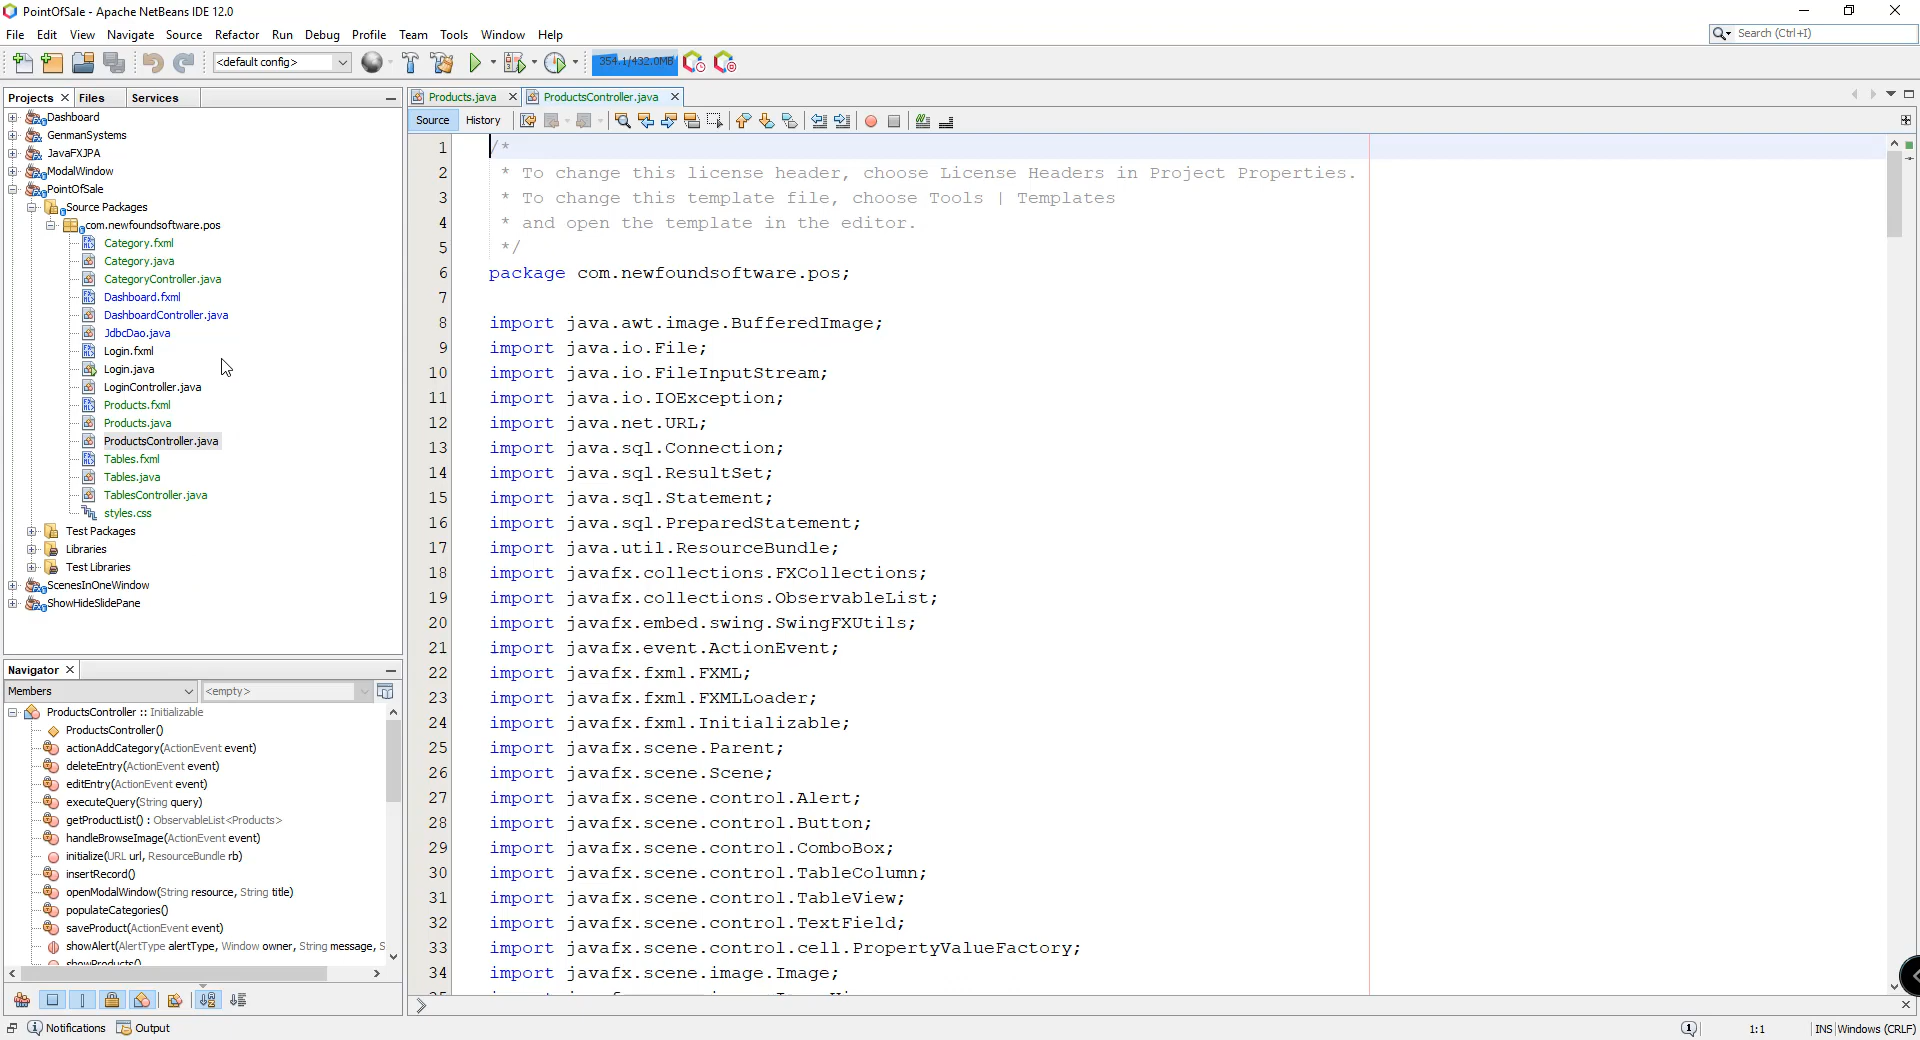 PointOfSale - Apache NetBeans IDE 12.0
File Edit View Navigate Source Refactor Run Debug Profile Team Tools Window Help
Search (Ctrl+I)
<default config>
354.1/432.0MB
Projects
Files
Services
Dashboard
GenmanSystems
JavaFXJPA
ModalWindow
PointOfSale
Source Packages
com.newfoundsoftware.pos
Category.fxml
Category.java
CategoryController.java
Dashboard.fxml
DashboardController.java
JdbcDao.java
Login.fxml
Login.java
LoginController.java
Products.fxml
Products.java
ProductsController.java
Tables.fxml
Tables.java
TablesController.java
styles.css
Test Packages
Libraries
Test Libraries
ScenesInOneWindow
ShowHideSlidePane
Navigator
Members
<empty>
ProductsController :: Initializable
ProductsController()
actionAddCategory(ActionEvent event)
deleteEntry(ActionEvent event)
editEntry(ActionEvent event)
executeQuery(String query)
getProductList() : ObservableList<Products>
handleBrowseImage(ActionEvent event)
initialize(URL url, ResourceBundle rb)
insertRecord()
openModalWindow(String resource, String title)
populateCategories()
saveProduct(ActionEvent event)
showAlert(AlertType alertType, Window owner, String message, S
showProducts()
Products.java
ProductsController.java
Source
History
1 /*
2 * To change this license header, choose License Headers in Project Properties.
3 * To change this template file, choose Tools | Templates
4 * and open the template in the editor.
5 */
6 package com.newfoundsoftware.pos;
7
8 import java.awt.image.BufferedImage;
9 import java.io.File;
10 import java.io.FileInputStream;
11 import java.io.IOException;
12 import java.net.URL;
13 import java.sql.Connection;
14 import java.sql.ResultSet;
15 import java.sql.Statement;
16 import java.sql.PreparedStatement;
17 import java.util.ResourceBundle;
18 import javafx.collections.FXCollections;
19 import javafx.collections.ObservableList;
20 import javafx.embed.swing.SwingFXUtils;
21 import javafx.event.ActionEvent;
22 import javafx.fxml.FXML;
23 import javafx.fxml.FXMLLoader;
24 import javafx.fxml.Initializable;
25 import javafx.scene.Parent;
26 import javafx.scene.Scene;
27 import javafx.scene.control.Alert;
28 import javafx.scene.control.Button;
29 import javafx.scene.control.ComboBox;
30 import javafx.scene.control.TableColumn;
31 import javafx.scene.control.TableView;
32 import javafx.scene.control.TextField;
33 import javafx.scene.control.cell.PropertyValueFactory;
34 import javafx.scene.image.Image;
Notifications
Output
1:1
INS
Windows (CRLF)